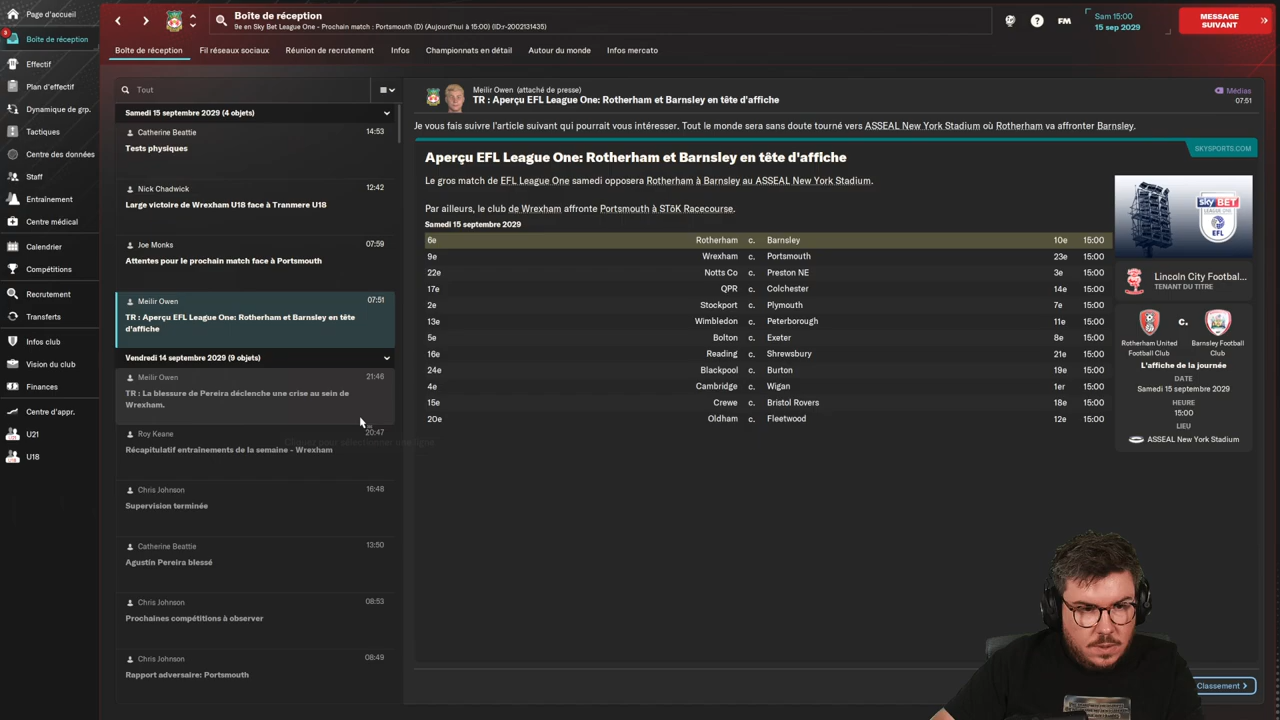 Page d'accueil
3
Boîte de réception
Effectif
Plan d'effectif
Dynamique de grp.
Tactiques
Centre des données
Staff
Entraînement
Centre médical
Calendrier
Compétitions
Recrutement
Transferts
Infos club
Vision du club
Finances
Centre d'appr.
U21
U18
Boîte de réception
9e en Sky Bet League One - Prochain match : Portsmouth (D) (Aujourd'hui à 15:00) (ID:r-2002131435)
FM
Sam 15:00
15 sep 2029
MESSAGE
SUIVANT
Boîte de réception
Fil réseaux sociaux
Réunion de recrutement
Infos
Championnats en détail
Autour du monde
Infos mercato
Tout
Samedi 15 septembre 2029 (4 objets)
Catherine Beattie 14:53
Tests physiques
Nick Chadwick 12:42
Large victoire de Wrexham U18 face à Tranmere U18
Joe Monks 07:59
Attentes pour le prochain match face à Portsmouth
Meilir Owen 07:51
TR : Aperçu EFL League One: Rotherham et Barnsley en tête
d'affiche
Vendredi 14 septembre 2029 (9 objets)
Meilir Owen 21:46
TR : La blessure de Pereira déclenche une crise au sein de
Wrexham.
Roy Keane 20:47
Récapitulatif entraînements de la semaine - Wrexham
Chris Johnson 16:48
Supervision terminée
Catherine Beattie 13:50
Agustín Pereira blessé
Chris Johnson 08:53
Prochaines compétitions à observer
Chris Johnson 08:49
Rapport adversaire: Portsmouth
Meilir Owen (attaché de presse)
TR : Aperçu EFL League One: Rotherham et Barnsley en tête d'affiche
Médias
07:51
Je vous fais suivre l'article suivant qui pourrait vous intéresser. Tout le monde sera sans doute tourné vers ASSEAL New York Stadium où Rotherham va affronter Barnsley.
SKYSPORTS.COM
Aperçu EFL League One: Rotherham et Barnsley en tête d'affiche
Le gros match de EFL League One samedi opposera Rotherham à Barnsley au ASSEAL New York Stadium.
Par ailleurs, le club de Wrexham affronte Portsmouth à STōK Racecourse.
Samedi 15 septembre 2029
6e Rotherham c. Barnsley 10e 15:00
9e Wrexham c. Portsmouth 23e 15:00
22e Notts Co c. Preston NE 3e 15:00
17e QPR c. Colchester 14e 15:00
2e Stockport c. Plymouth 7e 15:00
13e Wimbledon c. Peterborough 11e 15:00
5e Bolton c. Exeter 8e 15:00
16e Reading c. Shrewsbury 21e 15:00
24e Blackpool c. Burton 19e 15:00
4e Cambridge c. Wigan 1er 15:00
15e Crewe c. Bristol Rovers 18e 15:00
20e Oldham c. Fleetwood 12e 15:00
sky BET
LEAGUE ONE
EFL
Lincoln City Footbal...
TENANT DU TITRE
c.
Rotherham United
Football Club
Barnsley Football
Club
L'affiche de la journée
DATE
Samedi 15 septembre 2029
HEURE
15:00
LIEU
ASSEAL New York Stadium
Classement